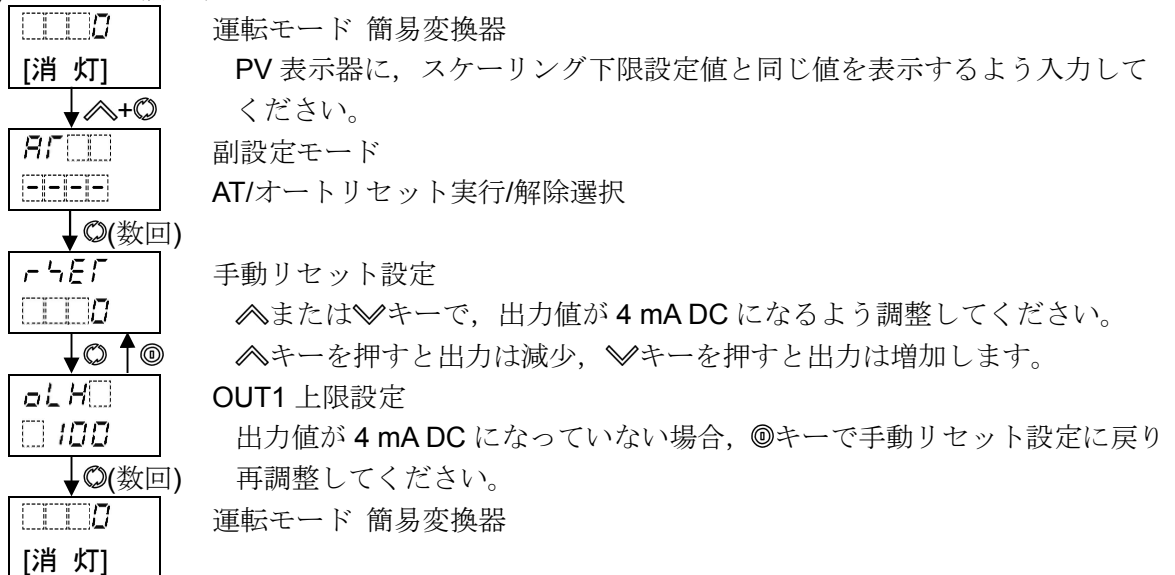 0 運転モード 簡易変換器
[消 灯] PV 表示器に，スケーリング下限設定値と同じ値を表示するよう入力して
+ ください。
AT 副設定モード
---- AT/オートリセット実行/解除選択
(数回)
rSET 手動リセット設定
0 またはキーで，出力値が 4 mA DC になるよう調整してください。
キーを押すと出力は減少，キーを押すと出力は増加します。
oLH OUT1 上限設定
100 出力値が 4 mA DC になっていない場合，キーで手動リセット設定に戻り
(数回) 再調整してください。
0 運転モード 簡易変換器
[消 灯]